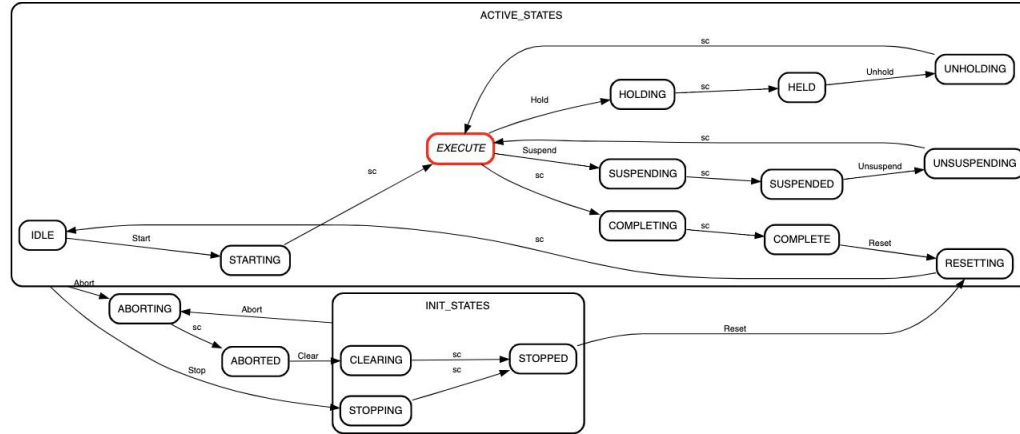 ACTIVE_STATES
sc
UNHOLDING
Unhold
HOLDING
sc
HELD
Hold
sc
EXECUTE
Suspend
UNSUSPENDING
Unsuspend
sc
SUSPENDING
sc
SUSPENDED
sc
COMPLETING
sc
IDLE
Start
sc
COMPLETE
Reset
STARTING
RESETTING
Abort
ABORTING
Abort
INIT_STATES
sc
Reset
ABORTED
Clear
CLEARING
sc
STOPPED
Stop
sc
STOPPING